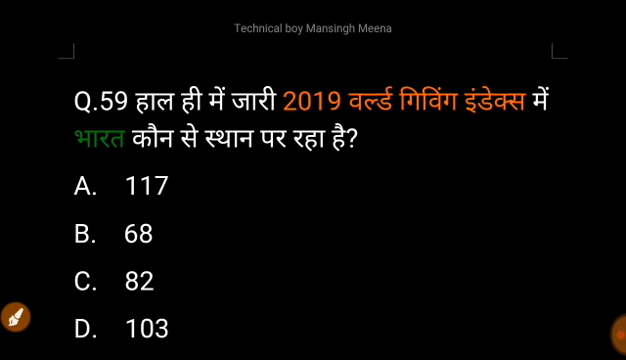 Technical boy Mansingh Meena
Q.59 हाल ही में जारी 2019 वर्ल्ड गिविंग इंडेक्स में
भारत कौन से स्थान पर रहा है?
A. 117
B. 68
C. 82
D. 103